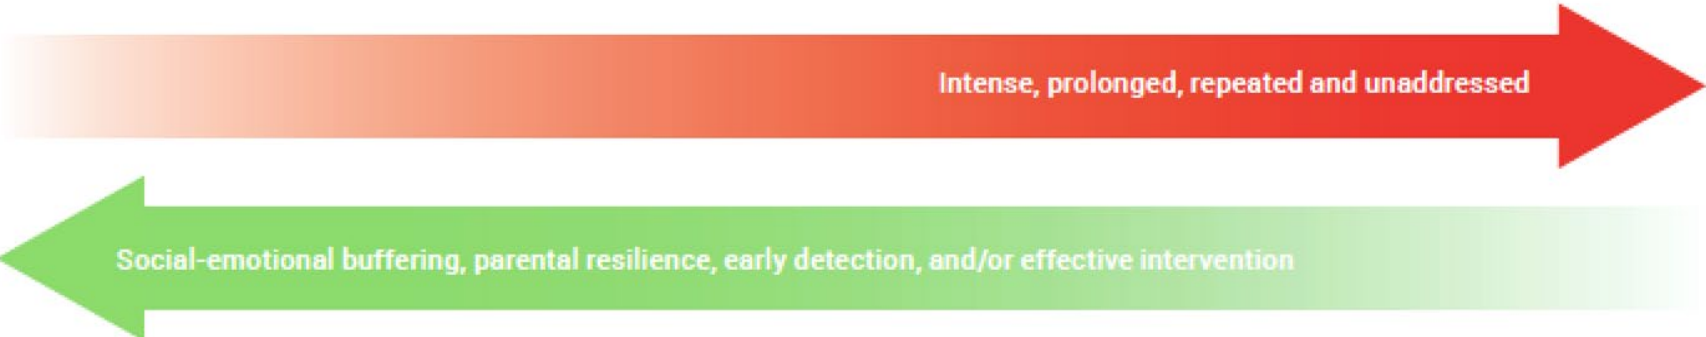 Intense, prolonged, repeated and unaddressed
Social-emotional buffering, parental resilience, early detection, and/or effective intervention